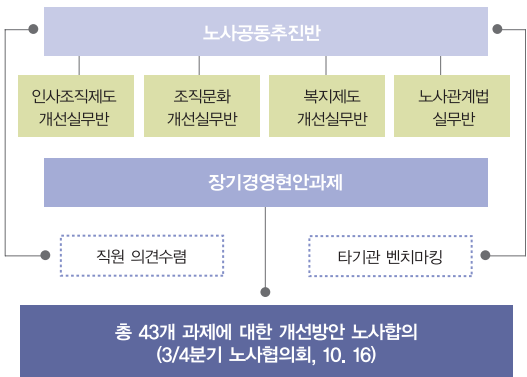 노사공동추진반
인사조직제도
개선실무반
조직문화
개선실무반
복지제도
개선실무반
노사관계법
실무반
장기경영현안과제
직원 의견수렴
타기관 벤치마킹
총 43개 과제에 대한 개선방안 노사합의
(3/4분기 노사협의회, 10. 16)